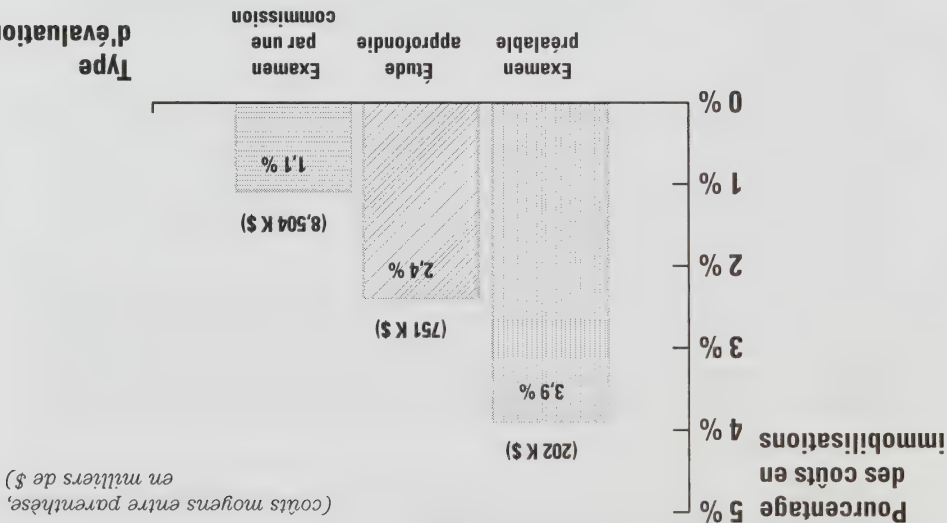 (coûts moyens entre parenthèse,
en milliers de $)
Pourcentage
des coûts en
immobilisations
5 %
4 %
3 %
2 %
1 %
0 %
(202 K $)
3,9 %
(751 K $)
2,4 %
(8,504 K $)
1,1 %
Examen
préalable
Étude
approfondie
Examen
par une
commission
Type
d'évaluation